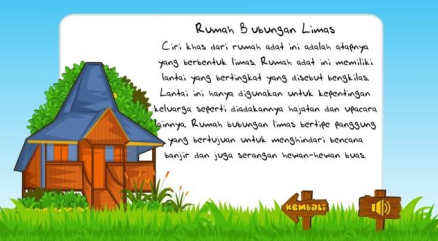 Rumah Bubungan Limas
Ciri khas dari rumah adat ini adalah atapnya
yang berbentuk limas. Rumah adat ini memiliki
lantai yang bertingkat yang disebut bengkilas.
Lantai ini hanya digunakan untuk kepentingan
keluarga seperti diadakannya hajatan dan upacara
lainnya. Rumah bubungan limas bertipe panggung
yang bertujuan untuk menghindari bencana
banjir dan juga serangan hewan-hewan buas.
KEMBALI